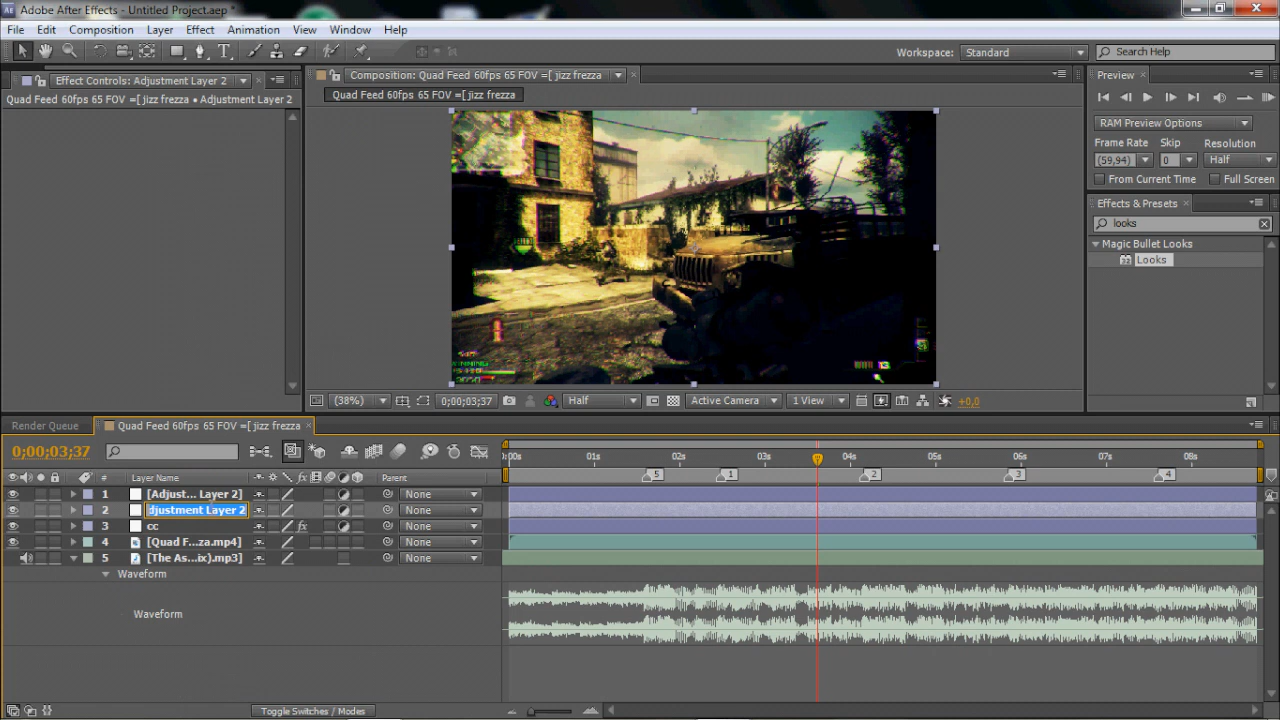 Adobe After Effects - Untitled Project.aep *
File Edit Composition Layer Effect Animation View Window Help
Workspace: Standard Search Help
Effect Controls: Adjustment Layer 2
Quad Feed 60fps 65 FOV =[ jizz frezza • Adjustment Layer 2
Composition: Quad Feed 60fps 65 FOV =[ jizz frezza
Quad Feed 60fps 65 FOV =[ jizz frezza
(38%) 0;00;03;37 Half Active Camera 1 View +0,0
Preview
RAM Preview Options
Frame Rate Skip Resolution
(59,94) 0 Half
From Current Time Full Screen
Effects & Presets
looks
Magic Bullet Looks
32 Looks
Render Queue Quad Feed 60fps 65 FOV =[ jizz frezza
0;00;03;37
:00s 01s 02s 03s 04s 05s 06s 07s 08s
5 1 2 3 4
# Layer Name fx Parent
1 [Adjust... Layer 2] None
2 djustment Layer 2 None
3 cc fx None
4 [Quad F...za.mp4] None
5 [The As...ix).mp3] None
Waveform
Waveform
Toggle Switches / Modes